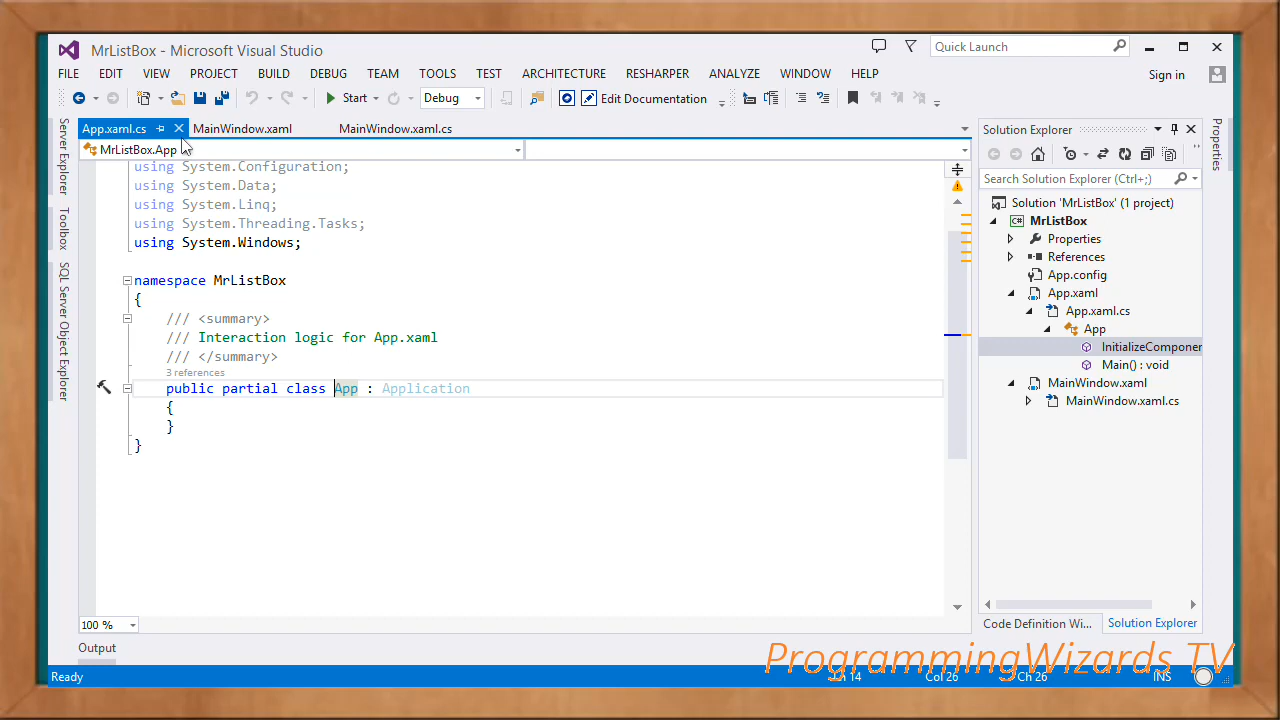 MrListBox - Microsoft Visual Studio
Quick Launch
FILE EDIT VIEW PROJECT BUILD DEBUG TEAM TOOLS TEST ARCHITECTURE RESHARPER ANALYZE WINDOW HELP
Sign in
Start
Debug
Edit Documentation
Server Explorer
Toolbox
SQL Server Object Explorer
App.xaml.cs
MainWindow.xaml
MainWindow.xaml.cs
MrListBox.App
using System.Configuration;
using System.Data;
using System.Linq;
using System.Threading.Tasks;
using System.Windows;
namespace MrListBox
{
/// <summary>
/// Interaction logic for App.xaml
/// </summary>
3 references
public partial class App : Application
{
}
}
100 %
Output
Solution Explorer
Search Solution Explorer (Ctrl+;)
Solution 'MrListBox' (1 project)
MrListBox
Properties
References
App.config
App.xaml
App.xaml.cs
App
InitializeComponer
Main() : void
MainWindow.xaml
MainWindow.xaml.cs
Code Definition Wi...
Solution Explorer
Properties
ProgrammingWizards TV
Ready
Ln 14
Col 26
Ch 26
INS